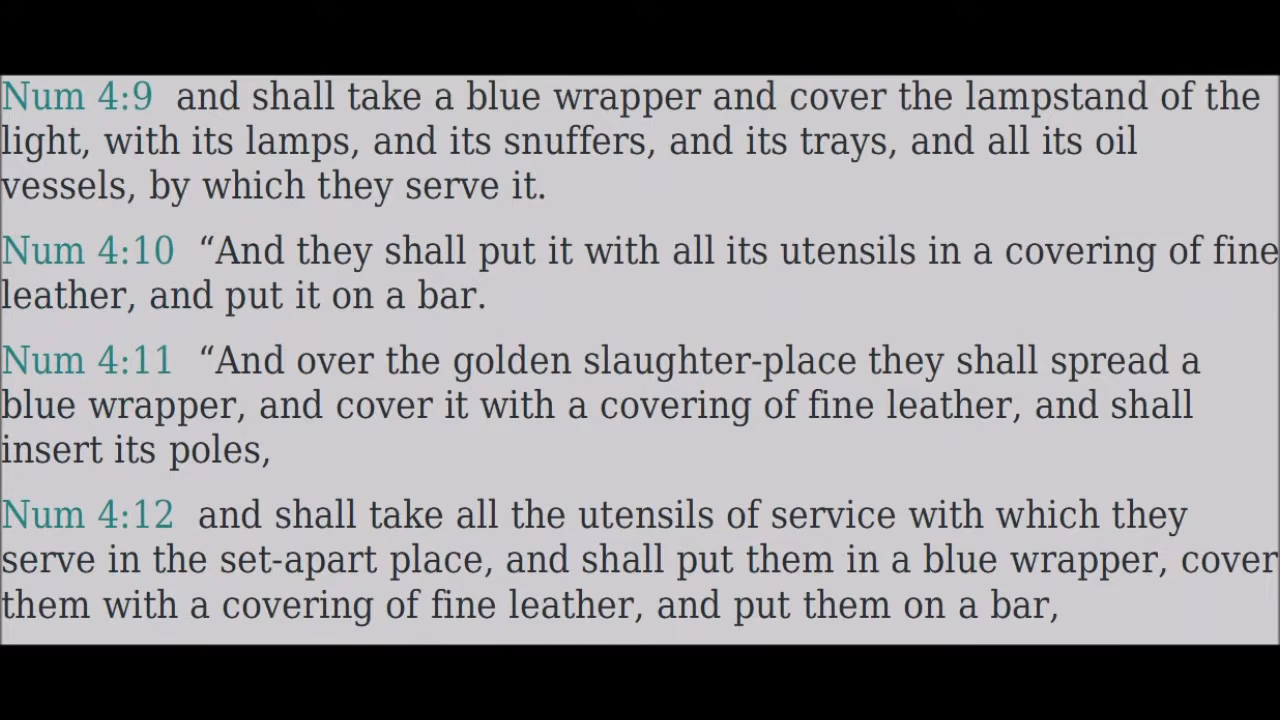 Num 4:9  and shall take a blue wrapper and cover the lampstand of the
light, with its lamps, and its snuffers, and its trays, and all its oil
vessels, by which they serve it.
Num 4:10  “And they shall put it with all its utensils in a covering of fine
leather, and put it on a bar.
Num 4:11  “And over the golden slaughter-place they shall spread a
blue wrapper, and cover it with a covering of fine leather, and shall
insert its poles,
Num 4:12  and shall take all the utensils of service with which they
serve in the set-apart place, and shall put them in a blue wrapper, cover
them with a covering of fine leather, and put them on a bar,